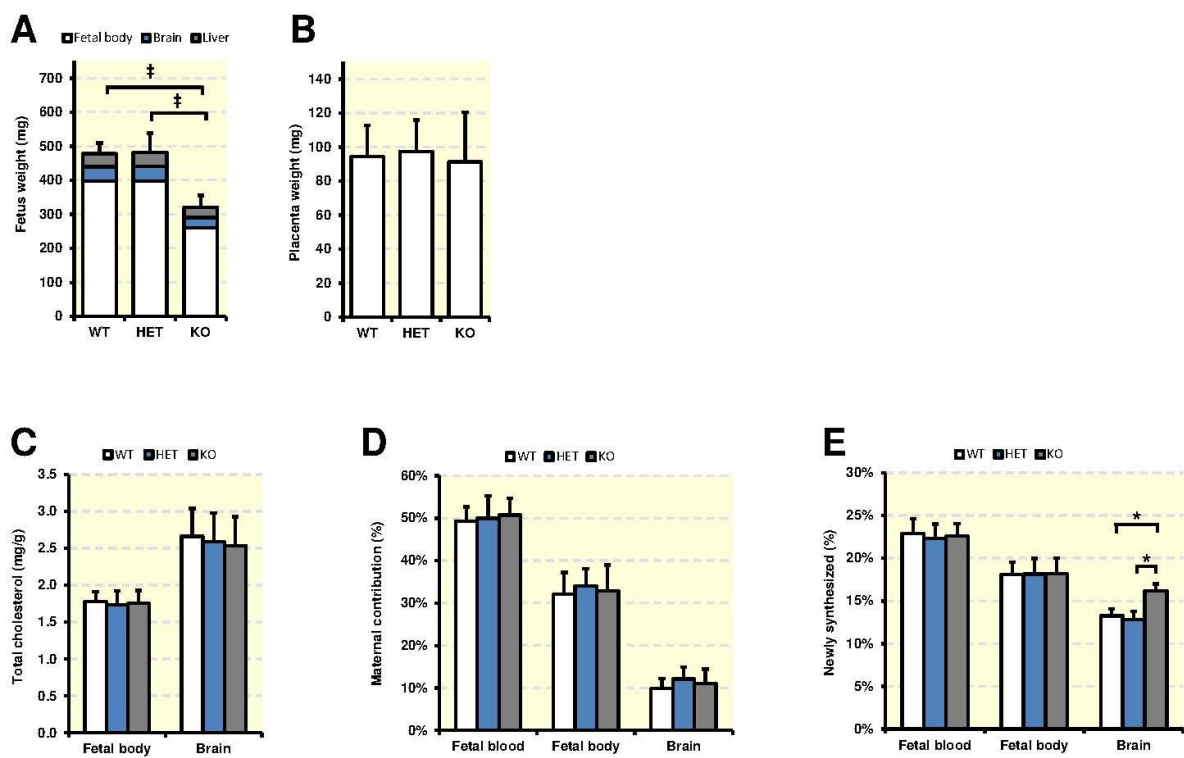 A
Fetal body Brain Liver
Fetus weight (mg)
700
600
500
400
300
200
100
0
‡
‡
WT HET KO
B
Placenta weight (mg)
140
120
100
80
60
40
20
0
WT HET KO
C
WT HET KO
Total cholesterol (mg/g)
3.5
3.0
2.5
2.0
1.5
1.0
0.5
0.0
Fetal body Brain
D
WT HET KO
Maternal contribution (%)
60%
50%
40%
30%
20%
10%
0%
Fetal blood Fetal body Brain
E
WT HET KO
Newly synthesized (%)
30%
25%
20%
15%
10%
5%
0%
*
*
Fetal blood Fetal body Brain